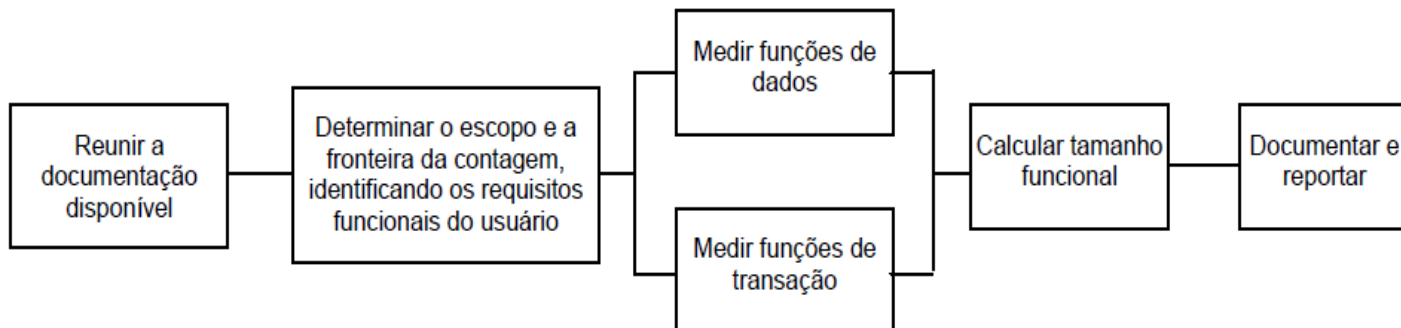 Reunir a
documentação
disponível
Determinar o escopo e a
fronteira da contagem,
identificando os requisitos
funcionais do usuário
Medir funções de
dados
Medir funções de
transação
Calcular tamanho
funcional
Documentar e
reportar